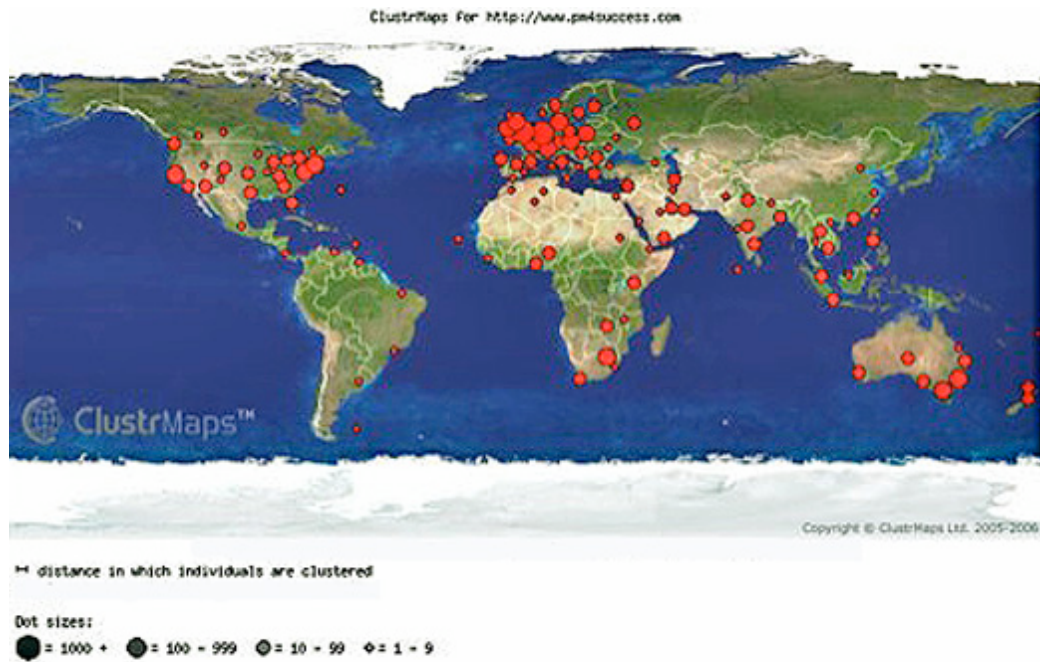 ClustrMaps for http://www.pm4success.com
ClustrMaps™
Copyright © ClustrMaps Ltd. 2005-2006
distance in which individuals are clustered
Dot sizes:
= 1000 + = 100 - 999 = 10 - 99 = 1 - 9